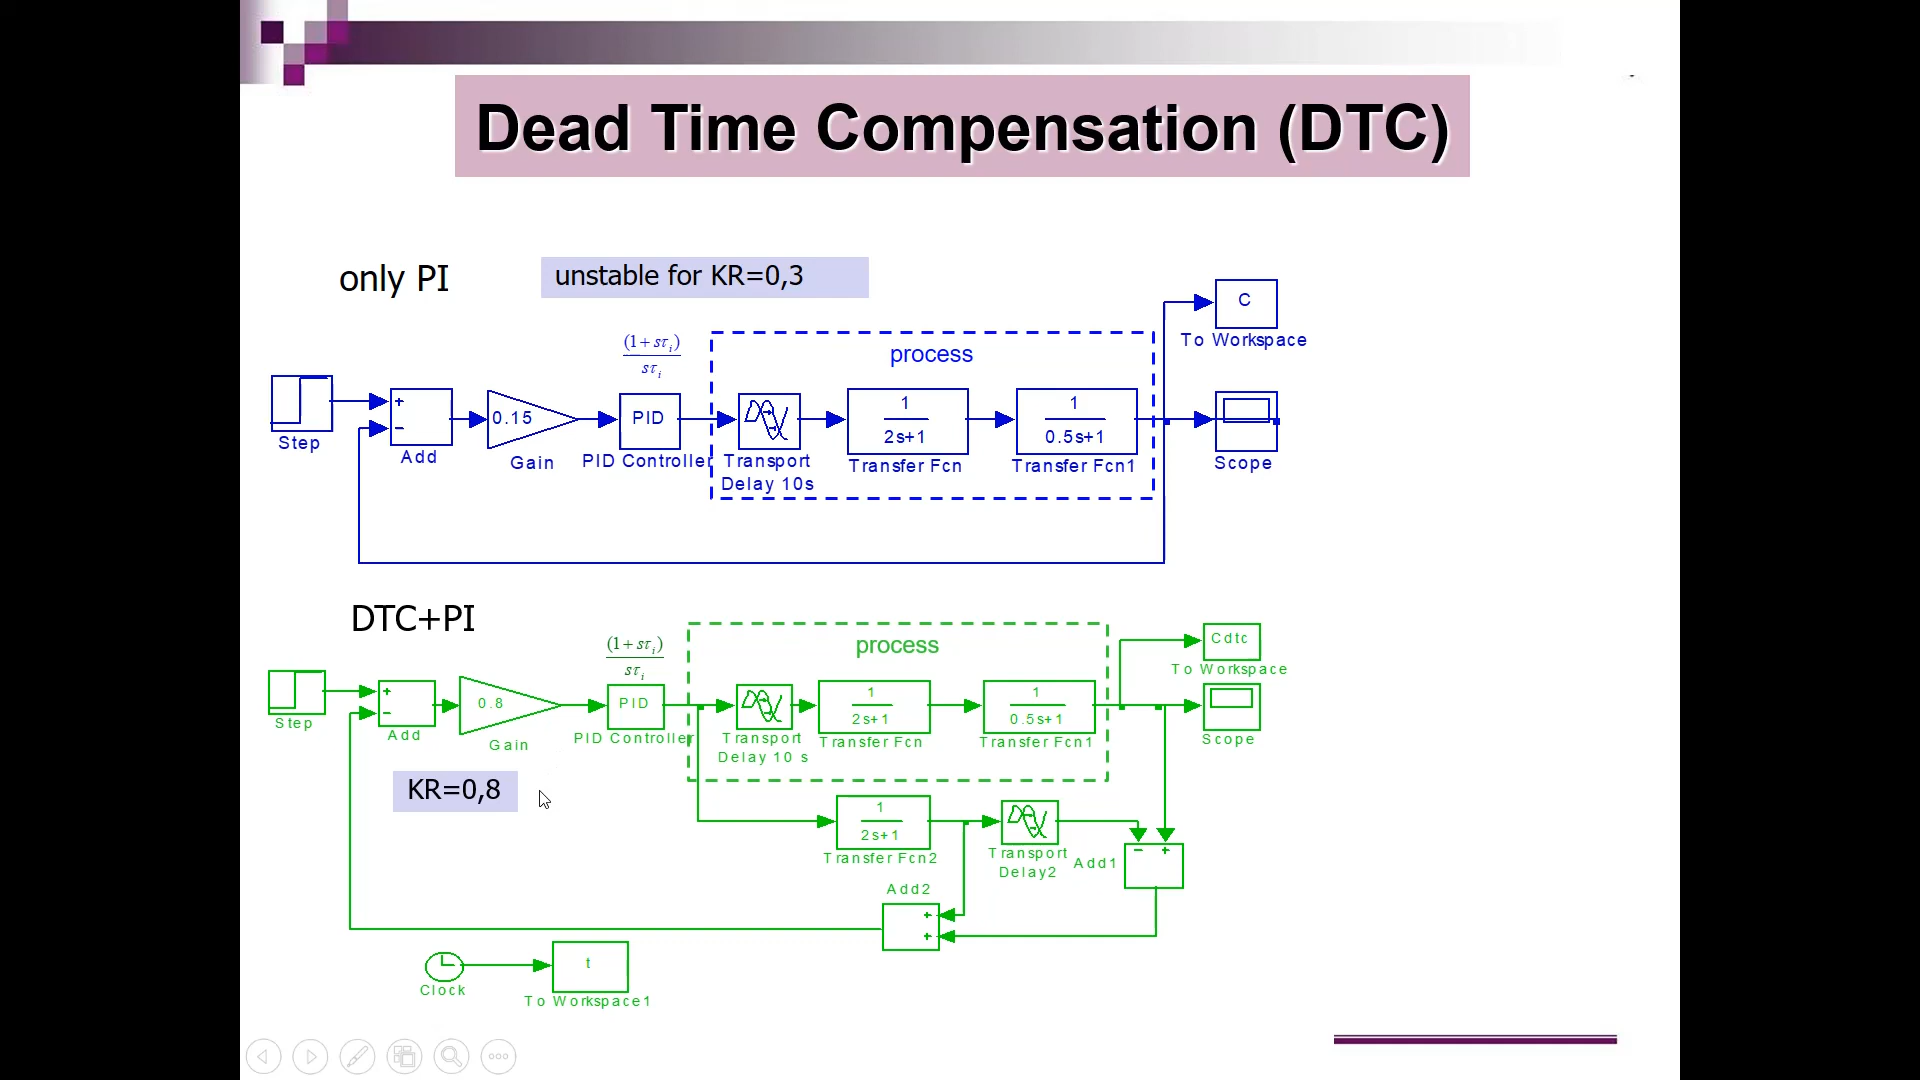 Dead Time Compensation (DTC)
only PI
unstable for KR=0,3
C
To Workspace
(1+sτi)
sτi
process
Step
+
−
Add
0.15
Gain
PID
PID Controller
Transport
Delay 10s
1
2s+1
Transfer Fcn
1
0.5s+1
Transfer Fcn1
Scope
DTC+PI
(1+sτi)
sτi
process
Cdtc
To Workspace
Step
+
−
Add
0.8
Gain
PID
PID Controller
Transport
Delay 10 s
1
2s+1
Transfer Fcn
1
0.5s+1
Transfer Fcn1
Scope
KR=0,8
1
2s+1
Transfer Fcn2
Transport
Delay2
Add1
− +
Add2
+
+
Clock
t
To Workspace1